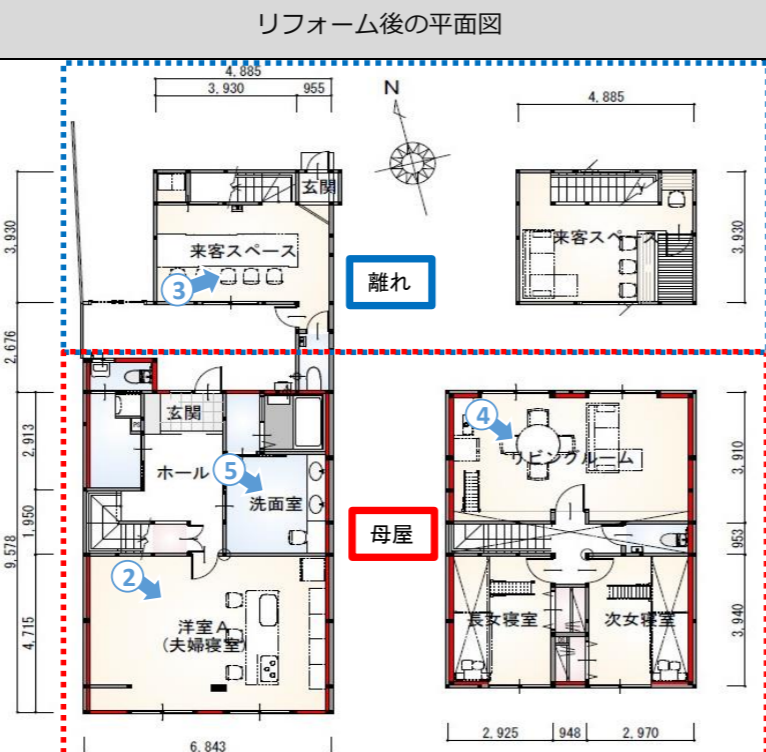 リフォーム後の平面図
4,885
3,930
955
N
4,885
玄関
来客スペース
3
離れ
来客スペース
3,930
3,930
2,676
玄関
ホール
5
洗面室
4
リビングルーム
母屋
2,913
1,950
9,578
4,715
3,910
953
3,940
2
洋室A
(夫婦寝室)
長女寝室
次女寝室
6,843
2,925
948
2,970